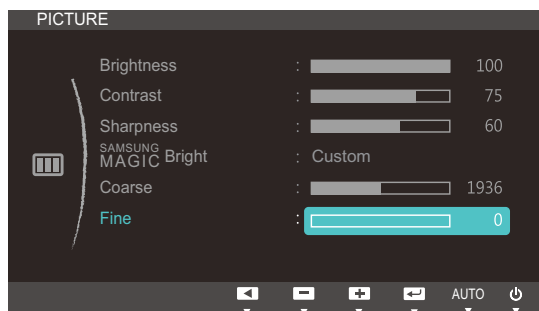 PICTURE
Brightness : 100
Contrast : 75
Sharpness : 60
SAMSUNG MAGIC Bright : Custom
Coarse : 1936
Fine : 0
AUTO